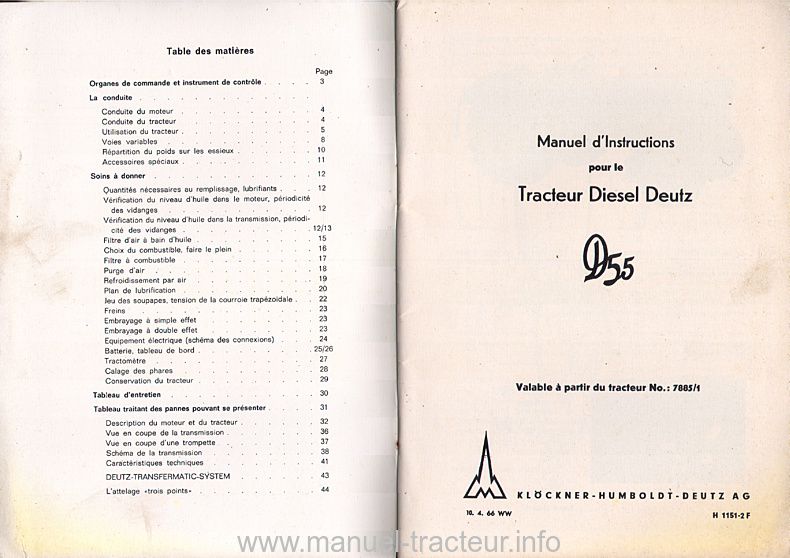 Table des matières
Page
Organes de commande et instrument de contrôle . . . . 3
La conduite . . . . . . . . . . . .
Conduite du moteur . . . . . . . . . . 4
Conduite du tracteur . . . . . . . . . . 4
Utilisation du tracteur . . . . . . . . . . 5
Voies variables . . . . . . . . . . 8
Répartition du poids sur les essieux . . . . . . 10
Accessoires spéciaux . . . . . . . . . 11
Soins à donner . . . . . . . . . . . 12
Quantités nécessaires au remplissage, lubrifiants . . . 12
Vérification du niveau d'huile dans le moteur, périodicité
des vidanges . . . . . . . . . . 12
Vérification du niveau d'huile dans la transmission, périodi-
cité des vidanges . . . . . . . . . 12/13
Filtre d'air à bain d'huile . . . . . . . . 15
Choix du combustible, faire le plein . . . . . . 16
Filtre à combustible . . . . . . . . . 17
Purge d'air . . . . . . . . . . . 18
Refroidissement par air . . . . . . . . 19
Plan de lubrification . . . . . . . . . 20
Jeu des soupapes, tension de la courroie trapézoidale . . 22
Freins . . . . . . . . . . . . 23
Embrayage à simple effet . . . . . . . . 23
Embrayage à double effet . . . . . . . . 23
Equipement électrique (schéma des connexions) . . . . 24
Batterie, tableau de bord . . . . . . . . 25/26
Tractomètre . . . . . . . . . . . 27
Calage des phares . . . . . . . . . 28
Conservation du tracteur . . . . . . . . 29
Tableau d'entretien . . . . . . . . . . 30
Tableau traitant des pannes pouvant se présenter . . . . 31
Description du moteur et du tracteur . . . . . . 32
Vue en coupe de la transmission . . . . . . . 36
Vue en coupe d'une trompette . . . . . . . 37
Schéma de la transmission . . . . . . . 38
Caractéristiques techniques . . . . . . . 41
DEUTZ-TRANSFERMATIC-SYSTEM . . . . . . 43
L'attelage «trois points» . . . . . . . . 44
Manuel d'Instructions
pour le
Tracteur Diesel Deutz
D55
Valable à partir du tracteur No.: 7885/1
KLÖCKNER-HUMBOLDT-DEUTZ AG
10. 4. 66 WW
H 1151-2 F
www.manuel-tracteur.info